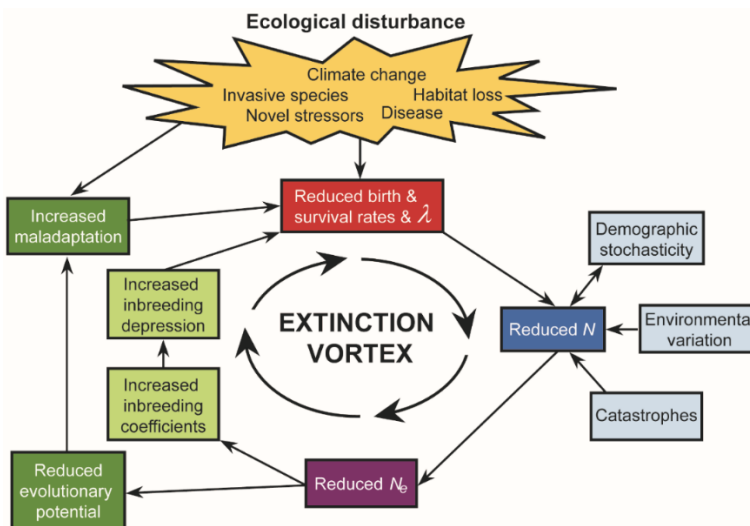 Ecological disturbance
Climate change
Invasive species Habitat loss
Novel stressors Disease
Reduced birth &
survival rates & λ
Increased
maladaptation
Demographic
stochasticity
Increased
inbreeding
depression
EXTINCTION
VORTEX
Reduced N
Environmental
variation
Increased
inbreeding
coefficients
Catastrophes
Reduced
evolutionary
potential
Reduced Ne